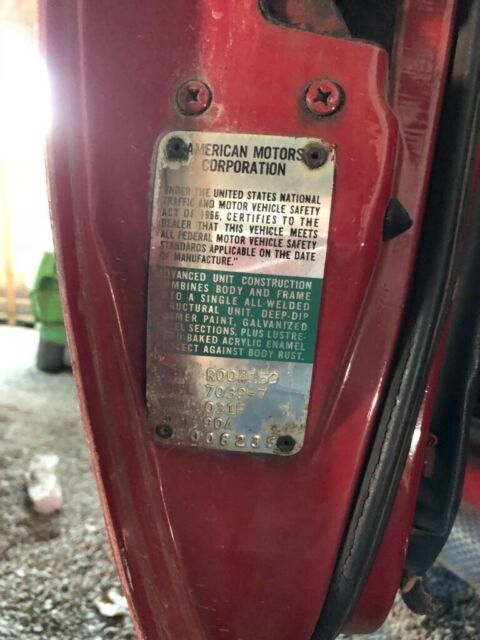 AMERICAN MOTORS
CORPORATION
"UNDER THE UNITED STATES NATIONAL
TRAFFIC AND MOTOR VEHICLE SAFETY
ACT OF 1966, CERTIFIES TO THE
DEALER THAT THIS VEHICLE MEETS
ALL FEDERAL MOTOR VEHICLE SAFETY
STANDARDS APPLICABLE ON THE DATE
OF MANUFACTURE."
ADVANCED UNIT CONSTRUCTION
COMBINES BODY AND FRAME
INTO A SINGLE ALL-WELDED
STRUCTURAL UNIT. DEEP-DIP
PRIMER PAINT, GALVANIZED
STEEL SECTIONS, PLUS LUSTRE-
BAKED ACRYLIC ENAMEL
PROTECT AGAINST BODY RUST.
90A